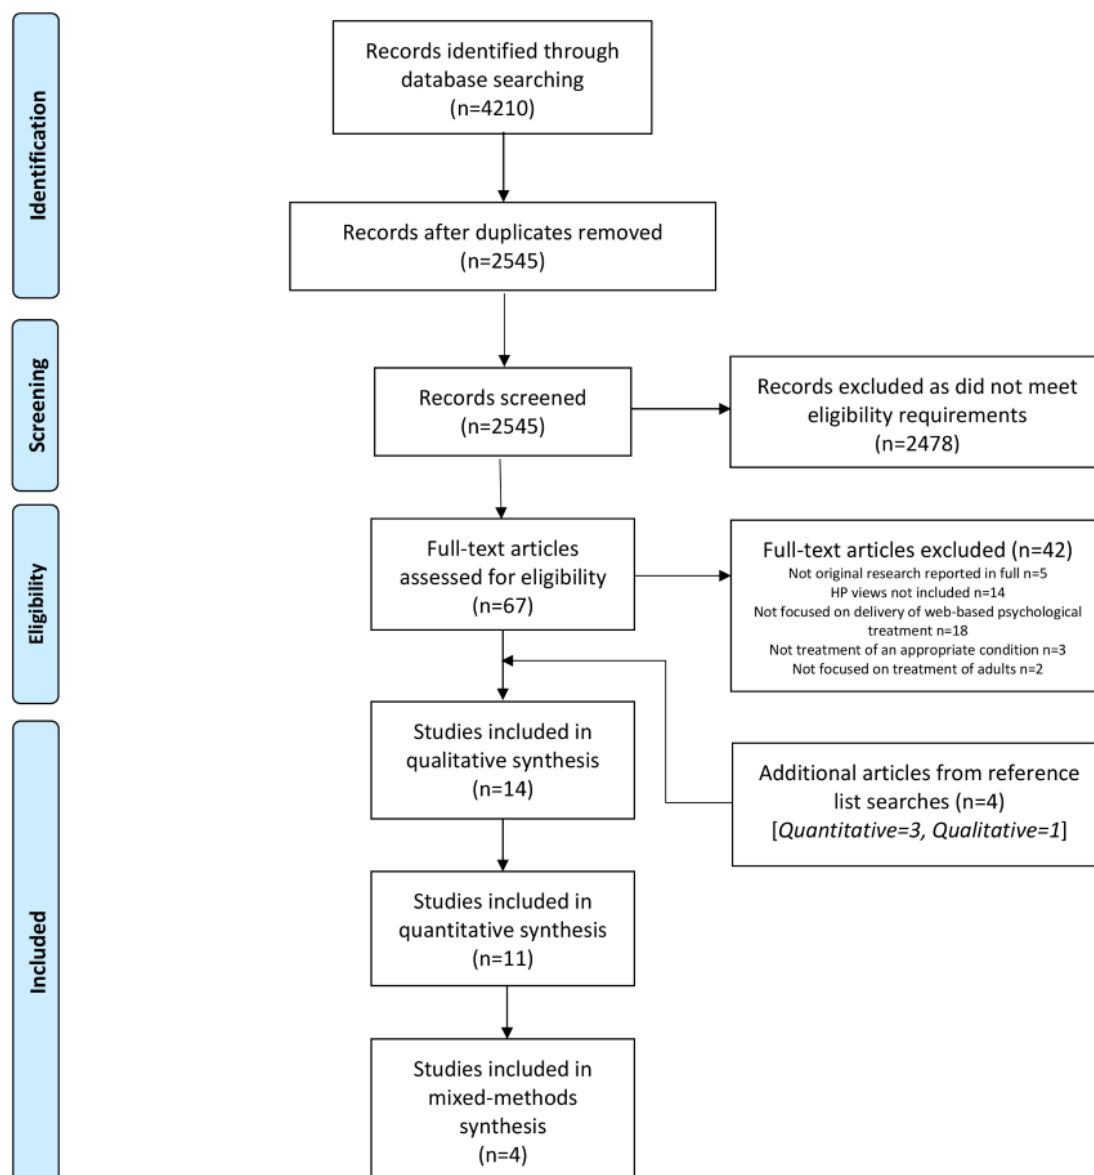 Identification
Records identified through
database searching
(n=4210)
Records after duplicates removed
(n=2545)
Screening
Records screened
(n=2545)
Records excluded as did not meet
eligibility requirements
(n=2478)
Eligibility
Full-text articles
assessed for eligibility
(n=67)
Full-text articles excluded (n=42)
Not original research reported in full n=5
HP views not included n=14
Not focused on delivery of web-based psychological
treatment n=18
Not treatment of an appropriate condition n=3
Not focused on treatment of adults n=2
Included
Studies included in
qualitative synthesis
(n=14)
Additional articles from reference
list searches (n=4)
[Quantitative=3, Qualitative=1]
Studies included in
quantitative synthesis
(n=11)
Studies included in
mixed-methods
synthesis
(n=4)